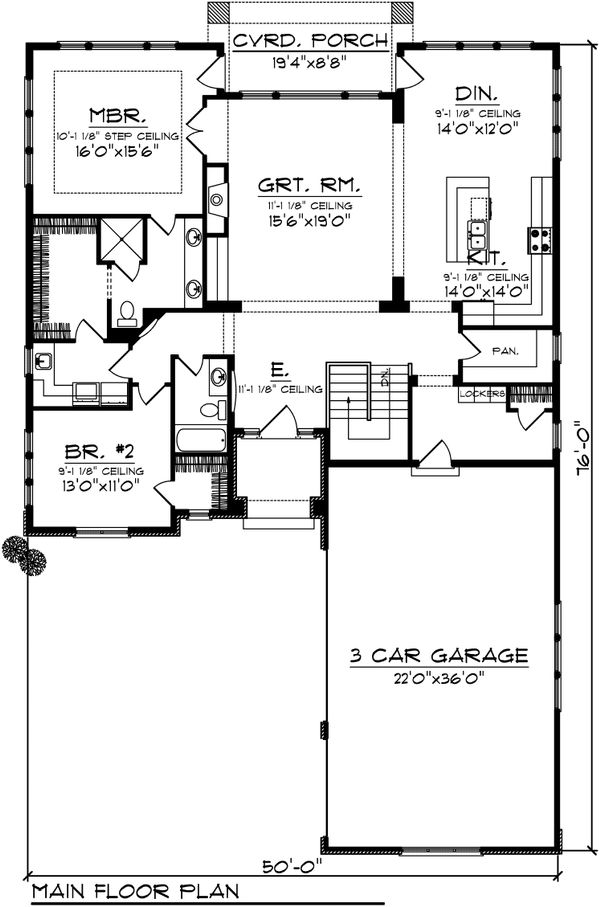 CVRD. PORCH
19'4"x8'8"
MBR.
10'-1 1/8" STEP CEILING
16'0"x15'6"
DIN.
9'-1 1/8" CEILING
14'0"x12'0"
GRT. RM.
11'-1 1/8" CEILING
15'6"x19'0"
KIT.
9'-1 1/8" CEILING
14'0"x14'0"
PAN.
E.
11'-1 1/8" CEILING
DN.
LOCKERS
BR. #2
9'-1 1/8" CEILING
13'0"x11'0"
76'-0"
3 CAR GARAGE
22'0"x36'0"
50'-0"
MAIN FLOOR PLAN